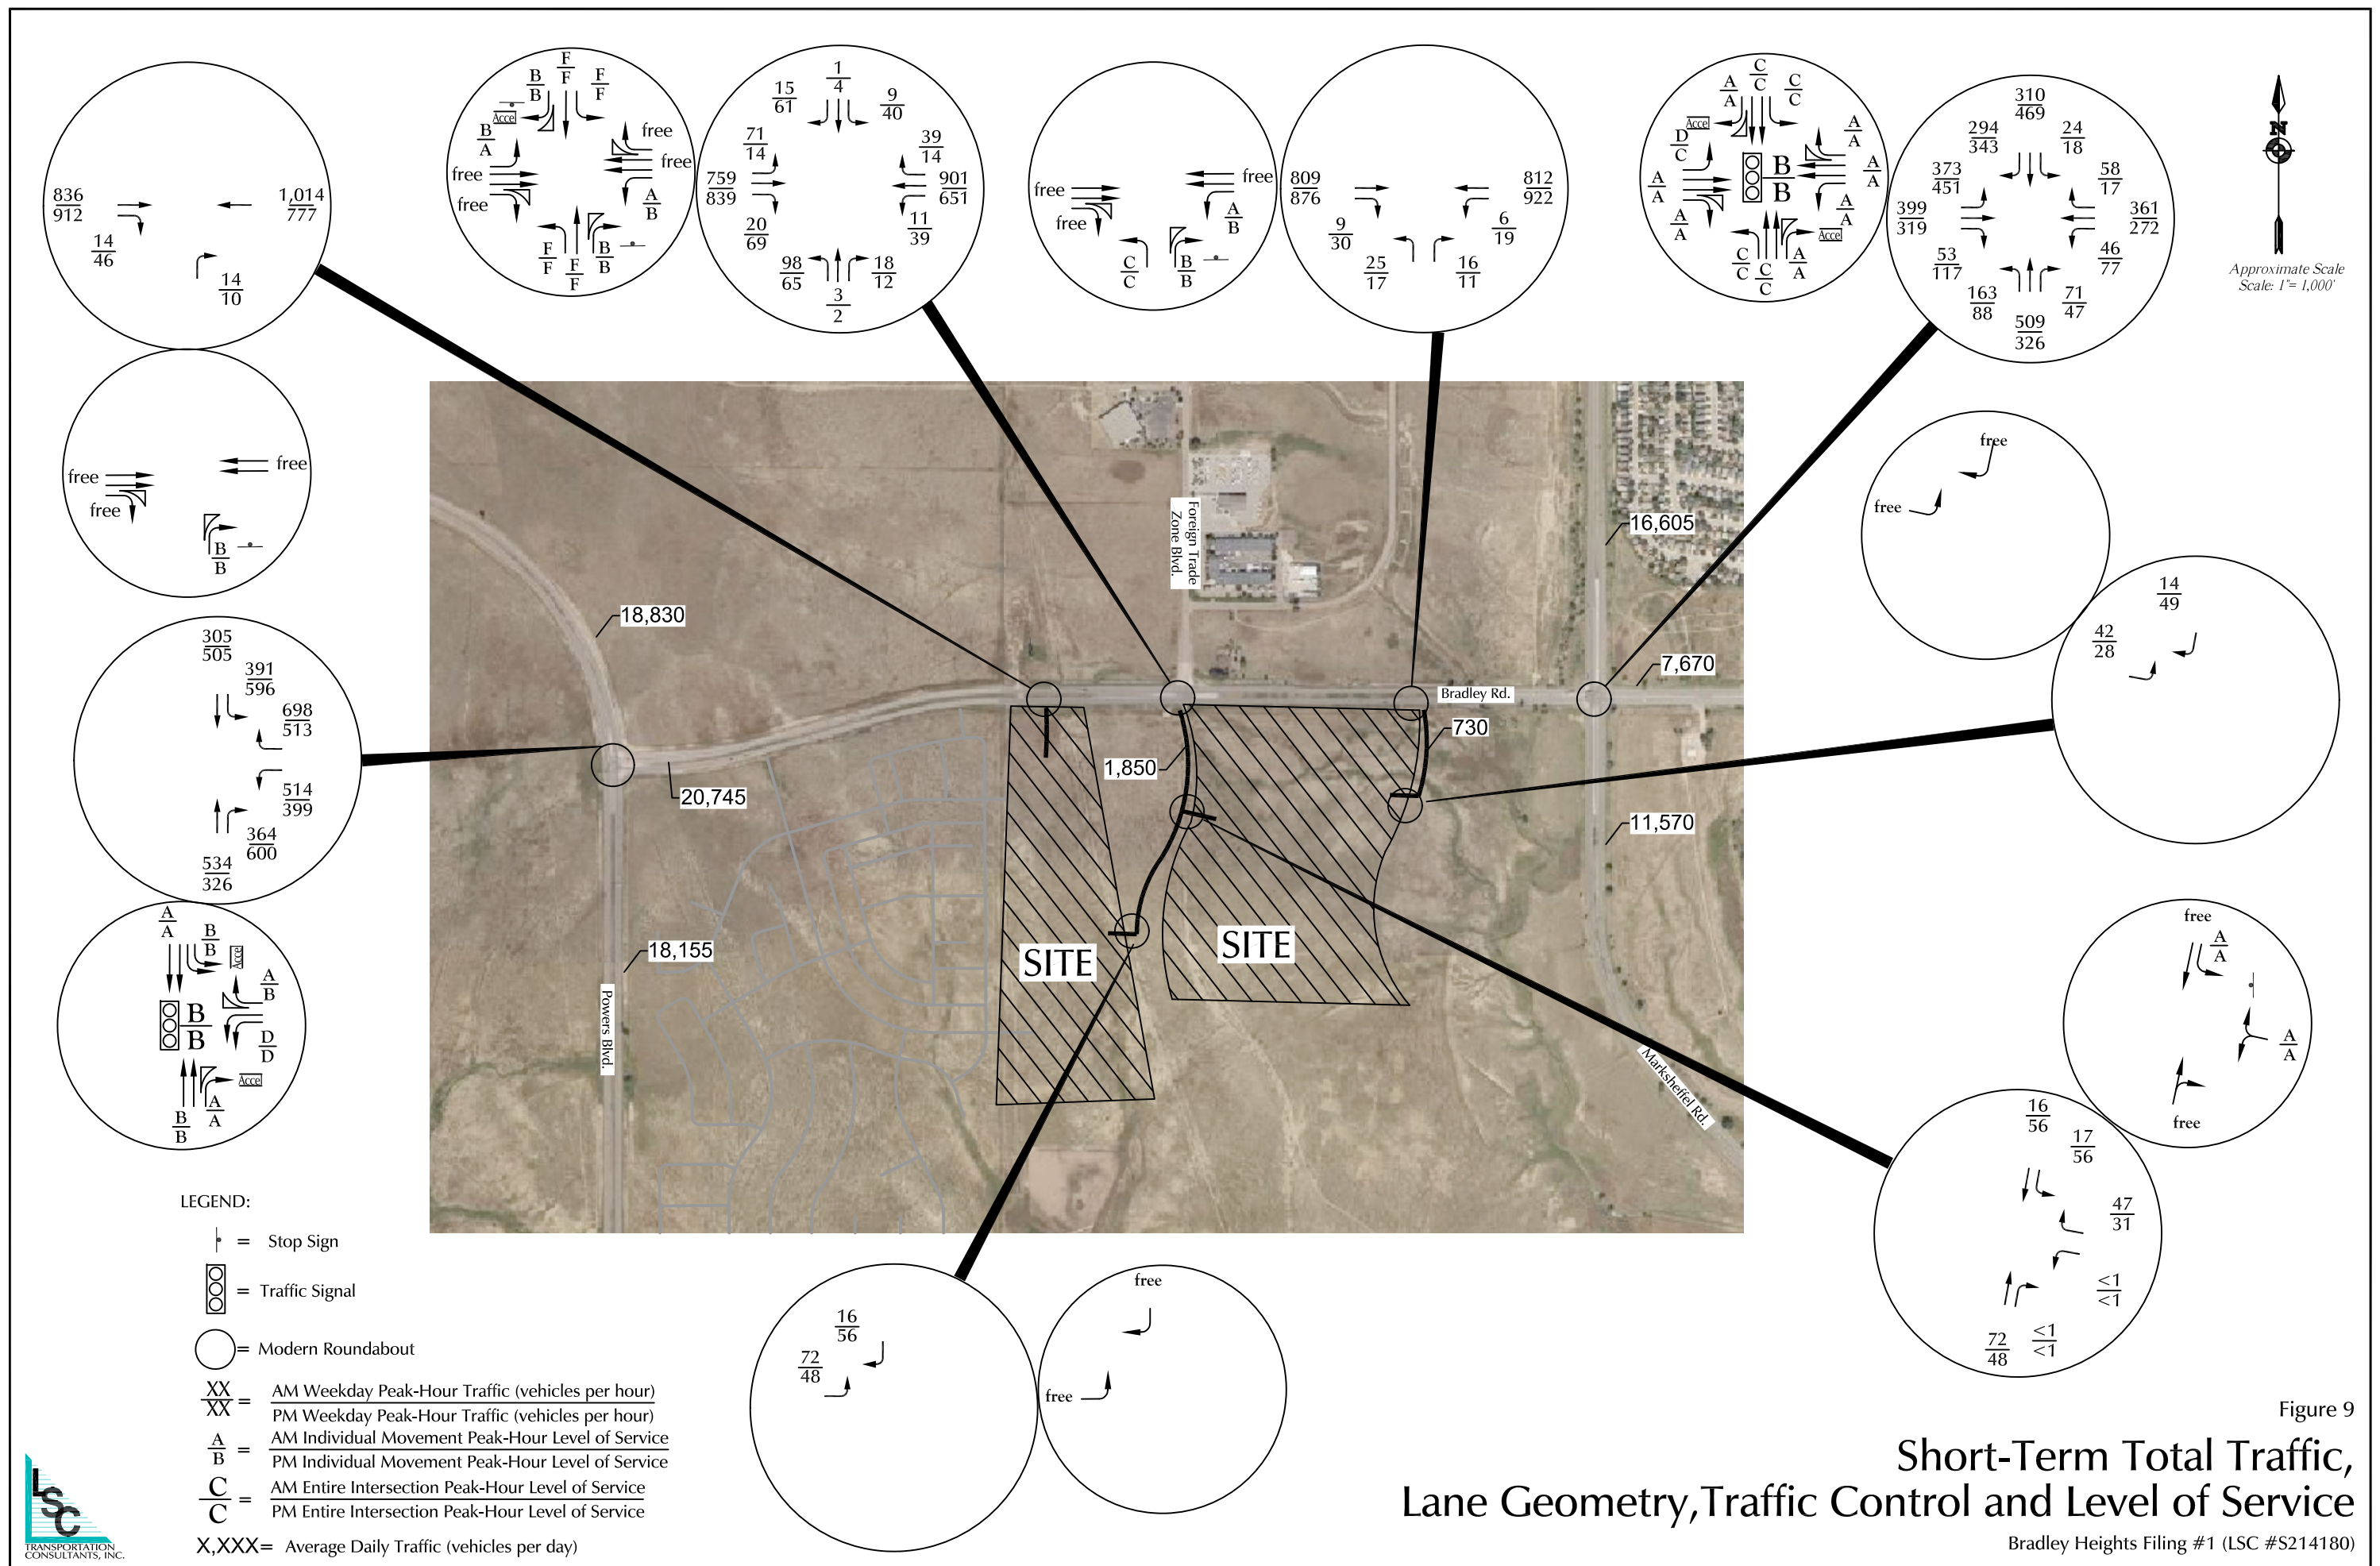 836
912
1,014
777
14
46
14
10
free
free
free
B
B
305
505
391
596
698
513
514
399
364
600
534
326
A
A
B
B
Accel
A
B
B
B
D
D
Accel
A
A
B
B
F
F
B
B
F
F
Accel
B
A
free
free
free
free
A
B
F
F
F
F
B
B
1
4
15
61
9
40
71
14
39
14
759
839
901
651
20
69
11
39
98
65
18
12
3
2
free
free
free
A
B
C
C
B
B
809
876
812
922
9
30
6
19
25
17
16
11
C
C
A
A
C
C
Accel
D
C
A
A
B
B
A
A
A
A
A
A
A
A
Accel
C
C
C
C
A
A
310
469
294
343
24
18
373
451
58
17
399
319
361
272
53
117
46
77
163
88
71
47
509
326
N
Approximate Scale
Scale: 1"= 1,000'
free
free
14
49
42
28
free
A
A
A
A
free
16
56
17
56
47
31
<1
<1
72
48
<1
<1
16
56
72
48
free
free
Foreign Trade
Zone Blvd.
16,605
18,830
7,670
Bradley Rd.
730
1,850
20,745
11,570
18,155
SITE
SITE
Powers Blvd.
Marksheffel Rd.
LEGEND:
= Stop Sign
= Traffic Signal
= Modern Roundabout
XX
XX
=
AM Weekday Peak-Hour Traffic (vehicles per hour)
PM Weekday Peak-Hour Traffic (vehicles per hour)
A
B
=
AM Individual Movement Peak-Hour Level of Service
PM Individual Movement Peak-Hour Level of Service
C
C
=
AM Entire Intersection Peak-Hour Level of Service
PM Entire Intersection Peak-Hour Level of Service
X,XXX= Average Daily Traffic (vehicles per day)
LSC
TRANSPORTATION
CONSULTANTS, INC.
Figure 9
Short-Term Total Traffic,
Lane Geometry,Traffic Control and Level of Service
Bradley Heights Filing #1 (LSC #S214180)